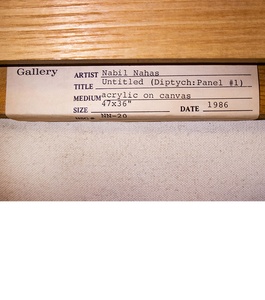 Gallery
ARTIST Nabil Nahas
TITLE Untitled (Diptych:Panel #1)
MEDIUM acrylic on canvas
SIZE 47x36" DATE 1986
NN-20